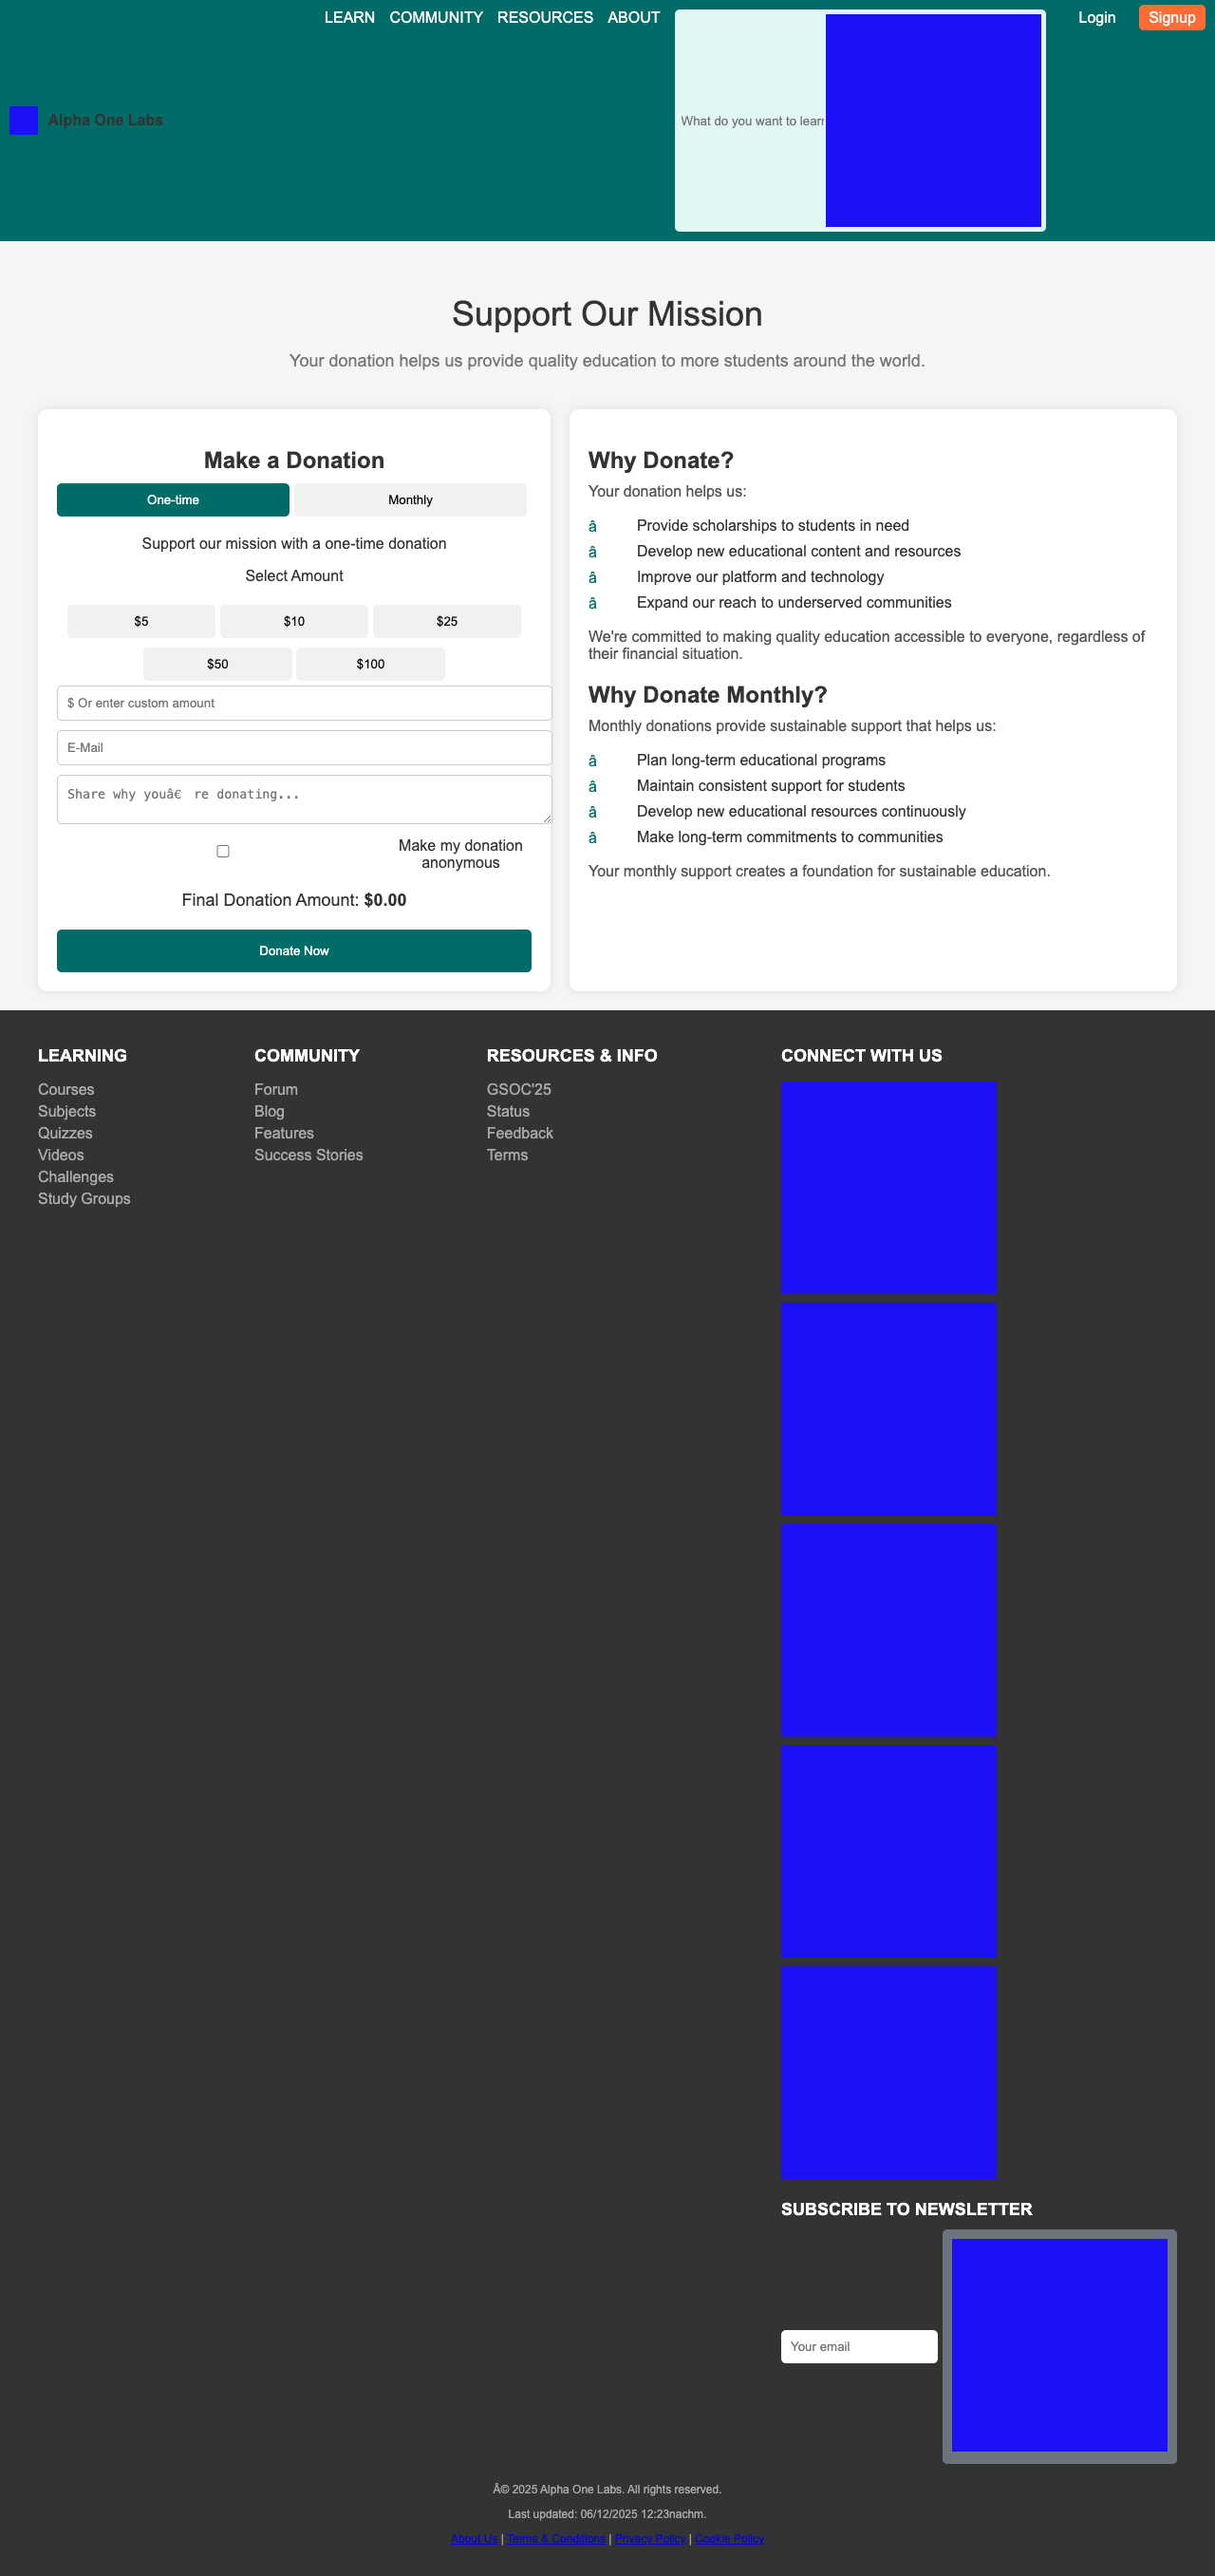 LEARN COMMUNITY RESOURCES ABOUT
Login Signup
Alpha One Labs
What do you want to lear
Support Our Mission
Your donation helps us provide quality education to more students around the world.
Make a Donation
One-time Monthly
Support our mission with a one-time donation
Select Amount
$5 $10 $25
$50 $100
$ Or enter custom amount
E-Mail
Share why youâ€ re donating...
Make my donation
anonymous
Final Donation Amount: $0.00
Donate Now
Why Donate?
Your donation helps us:
â Provide scholarships to students in need
â Develop new educational content and resources
â Improve our platform and technology
â Expand our reach to underserved communities
We're committed to making quality education accessible to everyone, regardless of
their financial situation.
Why Donate Monthly?
Monthly donations provide sustainable support that helps us:
â Plan long-term educational programs
â Maintain consistent support for students
â Develop new educational resources continuously
â Make long-term commitments to communities
Your monthly support creates a foundation for sustainable education.
LEARNING
Courses
Subjects
Quizzes
Videos
Challenges
Study Groups
COMMUNITY
Forum
Blog
Features
Success Stories
RESOURCES & INFO
GSOC'25
Status
Feedback
Terms
CONNECT WITH US
SUBSCRIBE TO NEWSLETTER
Your email
Â© 2025 Alpha One Labs. All rights reserved.
Last updated: 06/12/2025 12:23nachm.
About Us | Terms & Conditions | Privacy Policy | Cookie Policy